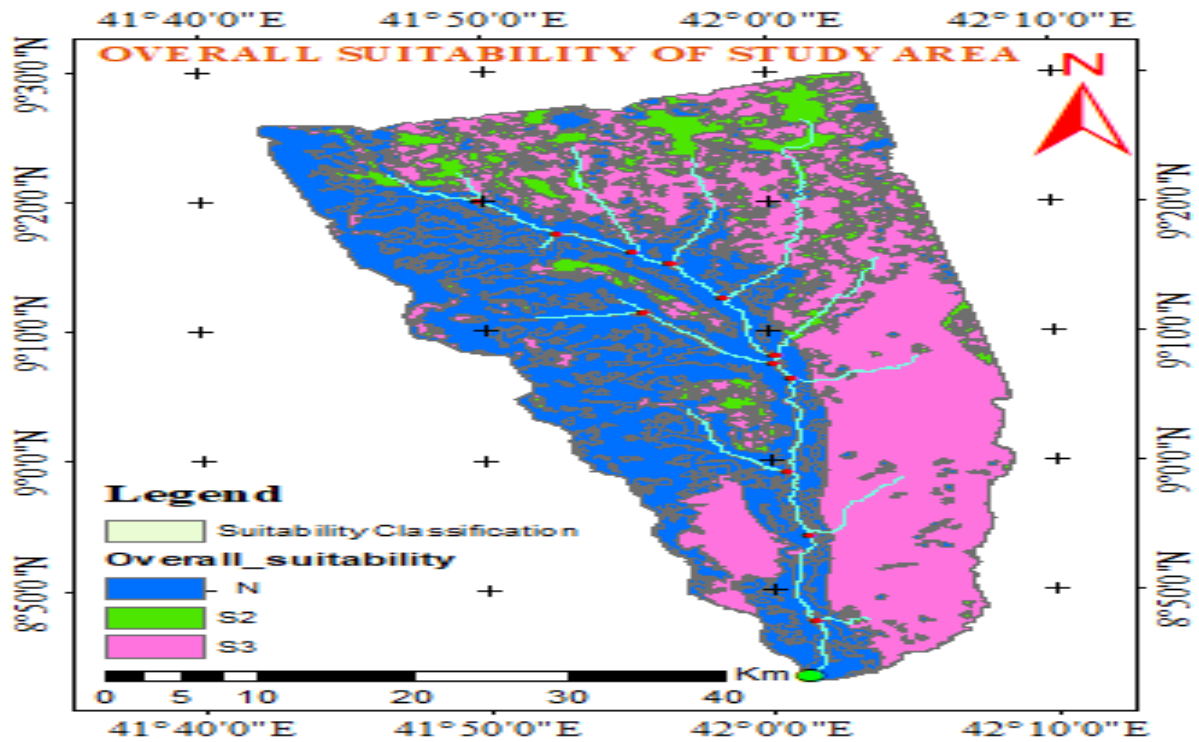 41°40'0"E 41°50'0"E 42°0'0"E 42°10'0"E
OVERALL SUITABILITY OF STUDY AREA
N
9°30'0"N
9°20'0"N 9°20'0"N
9°10'0"N 9°10'0"N
9°0'0"N 9°0'0"N
8°50'0"N 8°50'0"N
Legend
Suitability Classification
Overall_suitability
N
S2
S3
Km
0 5 10 20 30 40
41°40'0"E 41°50'0"E 42°0'0"E 42°10'0"E